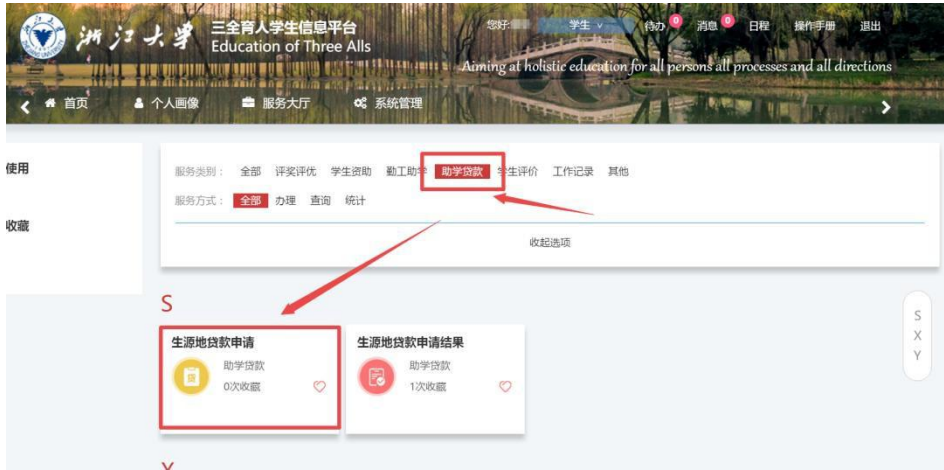 浙江大学 三全育人学生信息平台
Education of Three Alls
您好: 学生 待办 0 消息 0 日程 操作手册 退出
Aiming at holistic education for all persons all processes and all directions
首页 个人画像 服务大厅 系统管理
使用
收藏
服务类别： 全部 评奖评优 学生资助 勤工助学 助学贷款 学生评价 工作记录 其他
服务方式： 全部 办理 查询 统计
收起选项
S
生源地贷款申请
助学贷款
0次收藏
生源地贷款申请结果
助学贷款
1次收藏
S
X
Y